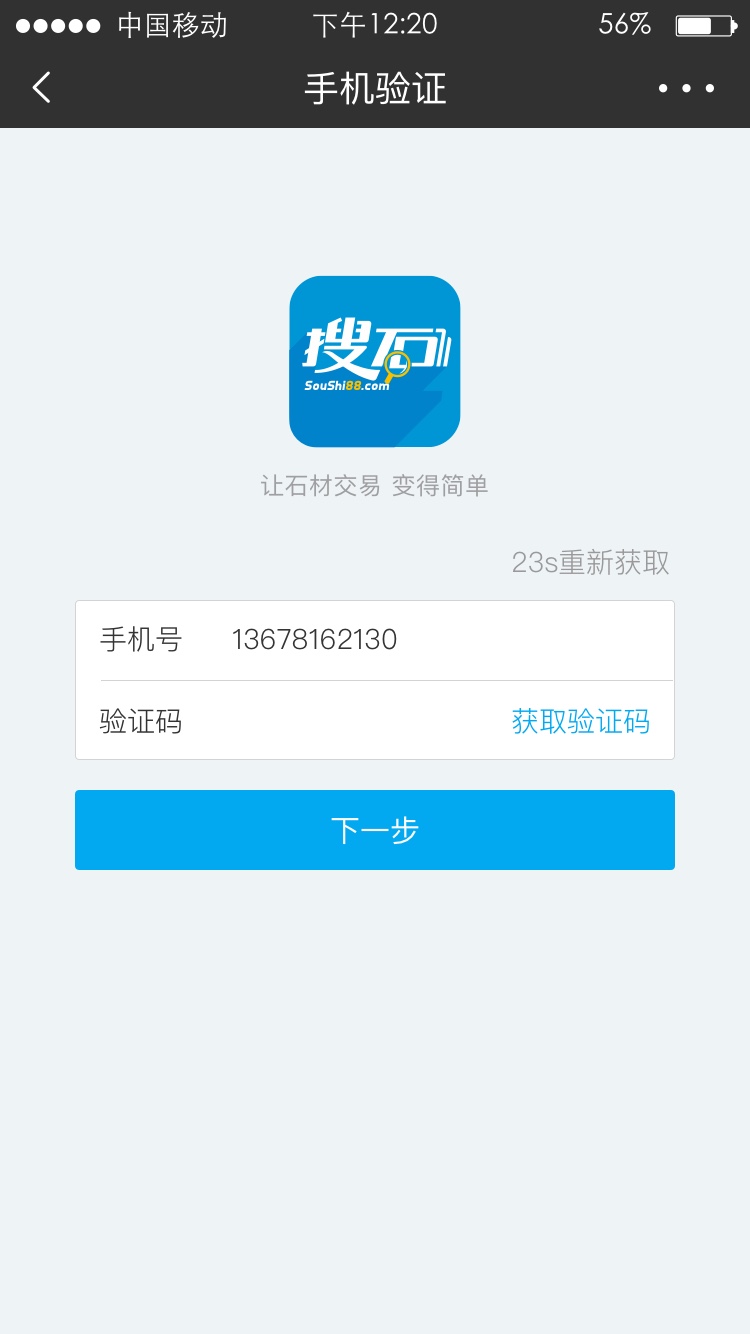 中国移动 下午12:20 56%
手机验证
搜石
SouShi88.com
让石材交易 变得简单
23s重新获取
手机号 13678162130
验证码 获取验证码
下一步